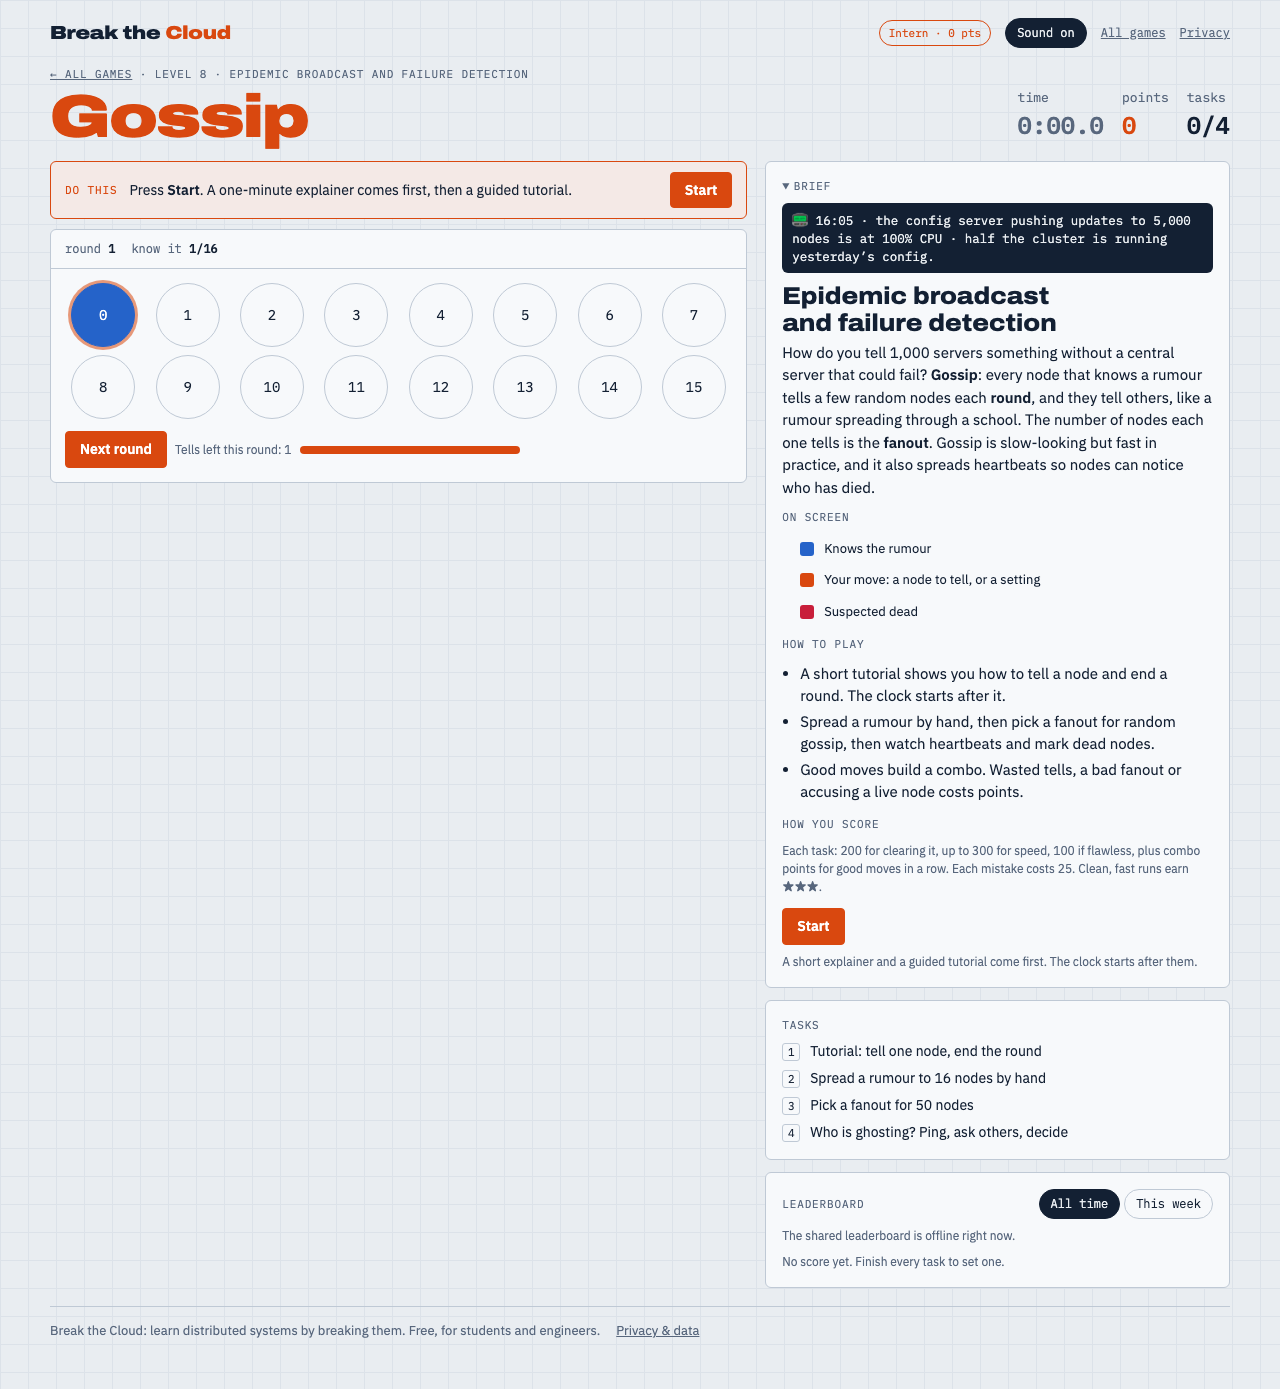 Break the Cloud
Intern · 0 pts
Sound on
All games
Privacy
← ALL GAMES · LEVEL 8 · EPIDEMIC BROADCAST AND FAILURE DETECTION
Gossip
time
0:00.0
points
0
tasks
0/4
DO THIS Press Start. A one-minute explainer comes first, then a guided tutorial.
Start
round 1 know it 1/16
0 1 2 3 4 5 6 7
8 9 10 11 12 13 14 15
Next round
Tells left this round: 1
▼ BRIEF
16:05 · the config server pushing updates to 5,000
nodes is at 100% CPU · half the cluster is running
yesterday’s config.
Epidemic broadcast
and failure detection
How do you tell 1,000 servers something without a central
server that could fail? Gossip: every node that knows a rumour
tells a few random nodes each round, and they tell others, like a
rumour spreading through a school. The number of nodes each
one tells is the fanout. Gossip is slow-looking but fast in
practice, and it also spreads heartbeats so nodes can notice
who has died.
ON SCREEN
Knows the rumour
Your move: a node to tell, or a setting
Suspected dead
HOW TO PLAY
• A short tutorial shows you how to tell a node and end a
round. The clock starts after it.
• Spread a rumour by hand, then pick a fanout for random
gossip, then watch heartbeats and mark dead nodes.
• Good moves build a combo. Wasted tells, a bad fanout or
accusing a live node costs points.
HOW YOU SCORE
Each task: 200 for clearing it, up to 300 for speed, 100 if flawless, plus combo
points for good moves in a row. Each mistake costs 25. Clean, fast runs earn
★★★.
Start
A short explainer and a guided tutorial come first. The clock starts after them.
TASKS
1 Tutorial: tell one node, end the round
2 Spread a rumour to 16 nodes by hand
3 Pick a fanout for 50 nodes
4 Who is ghosting? Ping, ask others, decide
LEADERBOARD
All time
This week
The shared leaderboard is offline right now.
No score yet. Finish every task to set one.
Break the Cloud: learn distributed systems by breaking them. Free, for students and engineers. Privacy & data